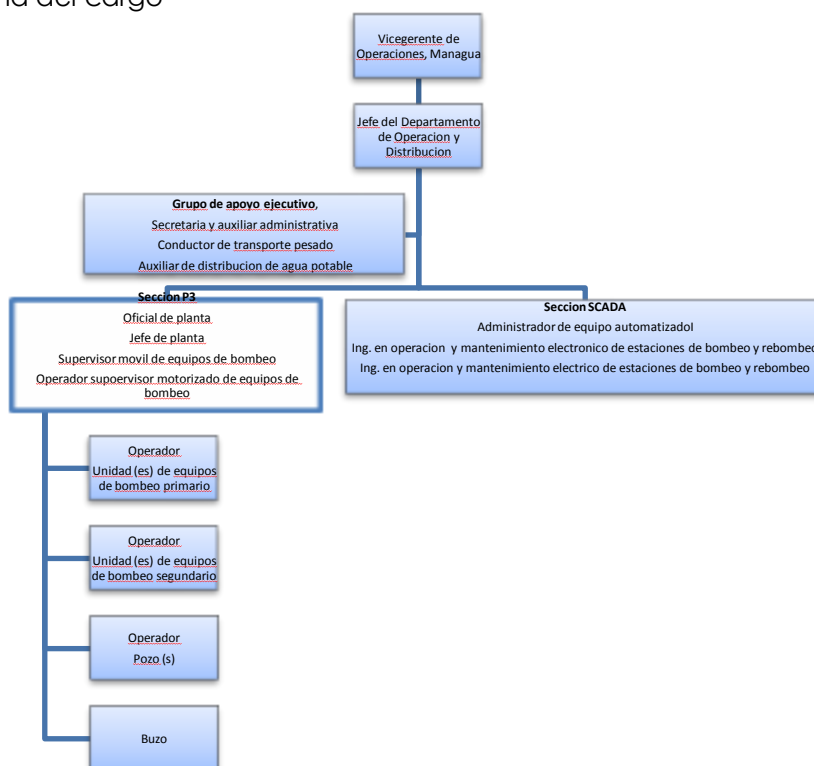 del cargo
Vicegerente de
Operaciones, Managua
Jefe del Departamento
de Operacion y
Distribucion
Grupo de apoyo ejecutivo,
Secretaria y auxiliar administrativa
Conductor de transporte pesado
Auxiliar de distribucion de agua potable
Seccion P3
Oficial de planta
Jefe de planta
Supervisor movil de equipos de bombeo
Operador supoervisor motorizado de equipos de
bombeo
Seccion SCADA
Administrador de equipo automatizadol
Ing. en operacion y mantenimiento electronico de estaciones de bombeo y rebombeo
Ing. en operacion y mantenimiento electrico de estaciones de bombeo y rebombeo
Operador
Unidad (es) de equipos
de bombeo primario
Operador
Unidad (es) de equipos
de bombeo segundario
Operador
Pozo (s)
Buzo